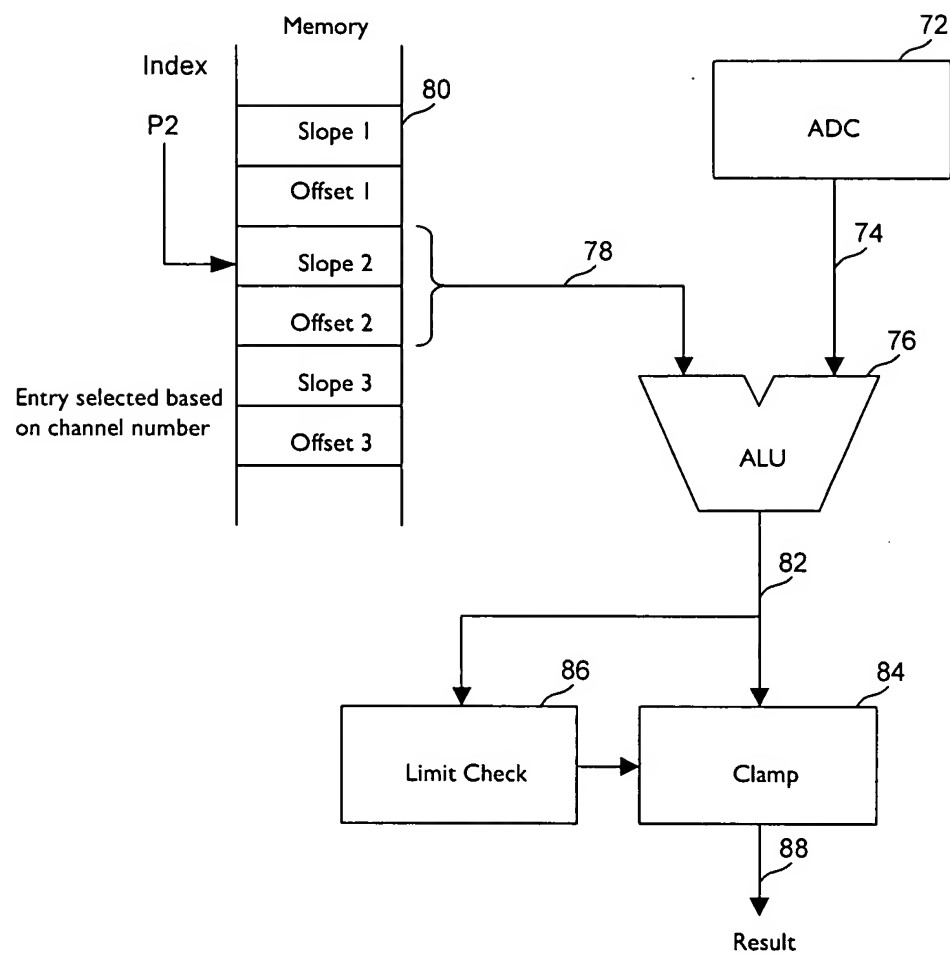 Memory
72
Index
80
P2
Slope 1
ADC
Offset 1
74
Slope 2
78
Offset 2
76
Slope 3
Entry selected based
on channel number
Offset 3
ALU
82
86
84
Limit Check
Clamp
88
Result